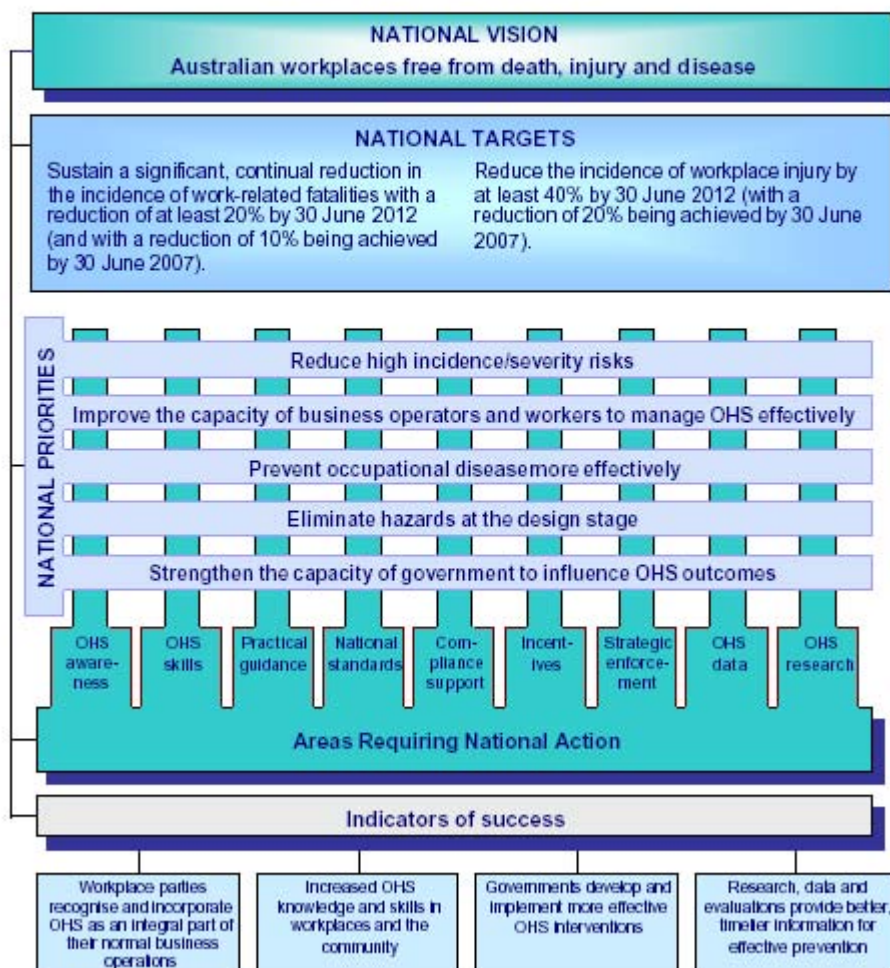 NATIONAL VISION
Australian workplaces free from death, injury and disease
NATIONAL TARGETS
Sustain a significant, continual reduction in
the incidence of work-related fatalities with a
reduction of at least 20% by 30 June 2012
(and with a reduction of 10% being achieved
by 30 June 2007).
Reduce the incidence of workplace injury by
at least 40% by 30 June 2012 (with a
reduction of 20% being achieved by 30 June
2007).
NATIONAL PRIORITIES
Reduce high incidence/severity risks
Improve the capacity of business operators and workers to manage OHS effectively
Prevent occupational diseasemore effectively
Eliminate hazards at the design stage
Strengthen the capacity of government to influence OHS outcomes
OHS
aware-
ness
OHS
skills
Practical
guidance
National
standards
Com-
pliance
support
Incent-
ives
Strategic
enforce-
ment
OHS
data
OHS
research
Areas Requiring National Action
Indicators of success
Workplace parties
recognise and incorporate
OHS as an integral part of
their normal business
operations
Increased OHS
knowledge and skills in
workplaces and the
community
Governments develop and
implement more effective
OHS interventions
Research, data and
evaluations provide better,
timelier information for
effective prevention